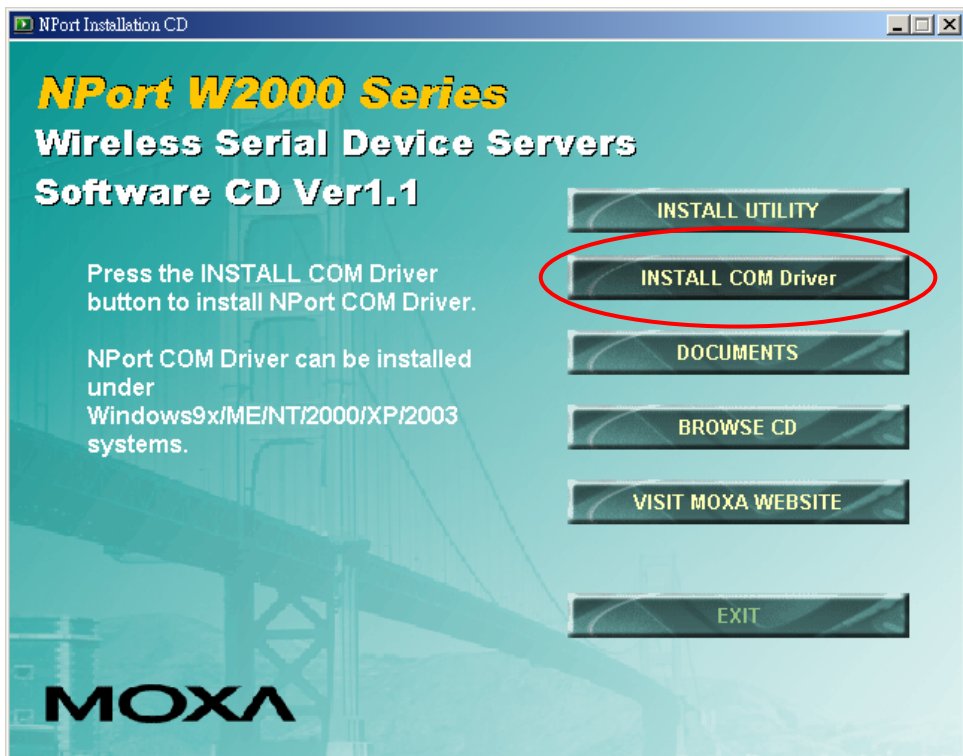 NPort Installation CD
NPort W2000 Series
Wireless Serial Device Servers
Software CD Ver1.1
Press the INSTALL COM Driver
button to install NPort COM Driver.
NPort COM Driver can be installed
under
Windows9x/ME/NT/2000/XP/2003
systems.
INSTALL UTILITY
INSTALL COM Driver
DOCUMENTS
BROWSE CD
VISIT MOXA WEBSITE
EXIT
MOXA